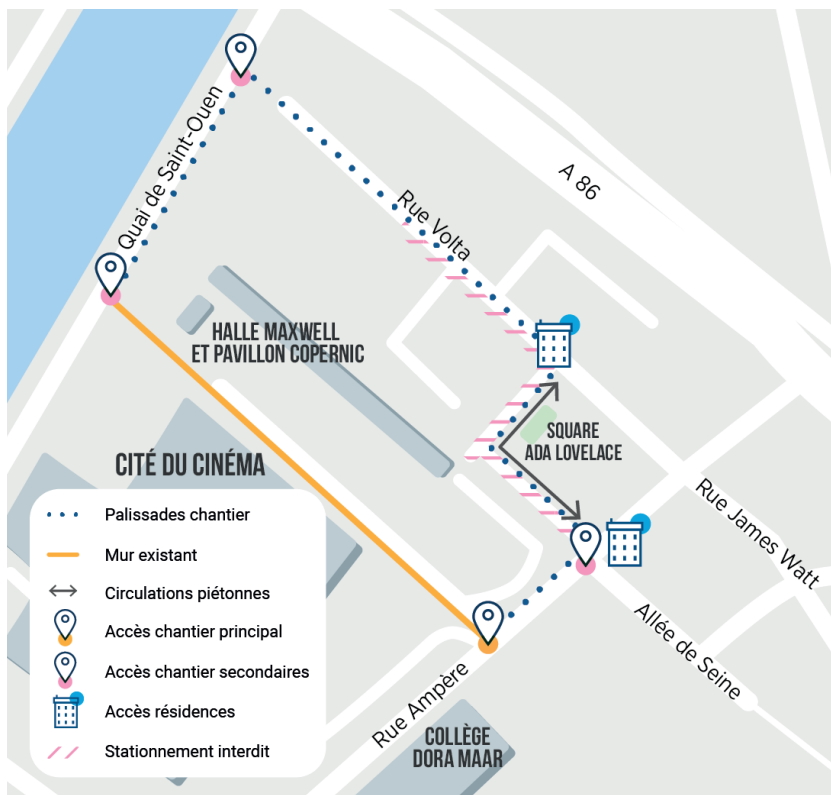 Quai de Saint-Ouen
A 86
Rue Volta
HALLE MAXWELL
ET PAVILLON COPERNIC
SQUARE
ADA LOVELACE
CITÉ DU CINÉMA
Rue James Watt
Allée de Seine
Rue Ampère
COLLÈGE
DORA MAAR
Palissades chantier
Mur existant
Circulations piétonnes
Accès chantier principal
Accès chantier secondaires
Accès résidences
Stationnement interdit